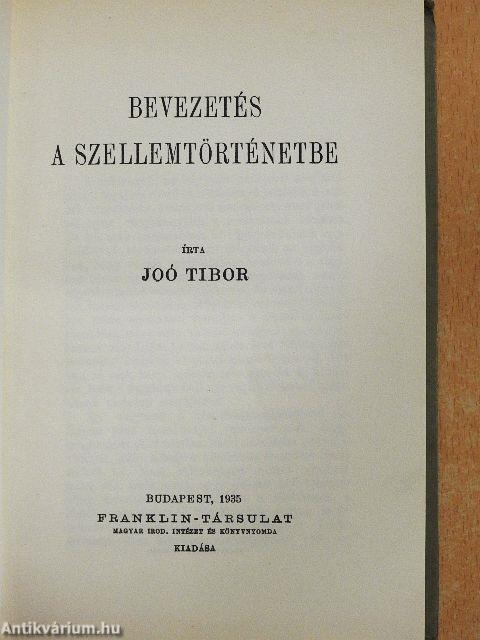 BEVEZETÉS
A SZELLEMTÖRTÉNETBE
ÍRTA
JOÓ TIBOR
BUDAPEST, 1935
FRANKLIN-TÁRSULAT
MAGYAR IROD. INTÉZET ÉS KÖNYVNYOMDA
KIADÁSA
Antikvárium.hu